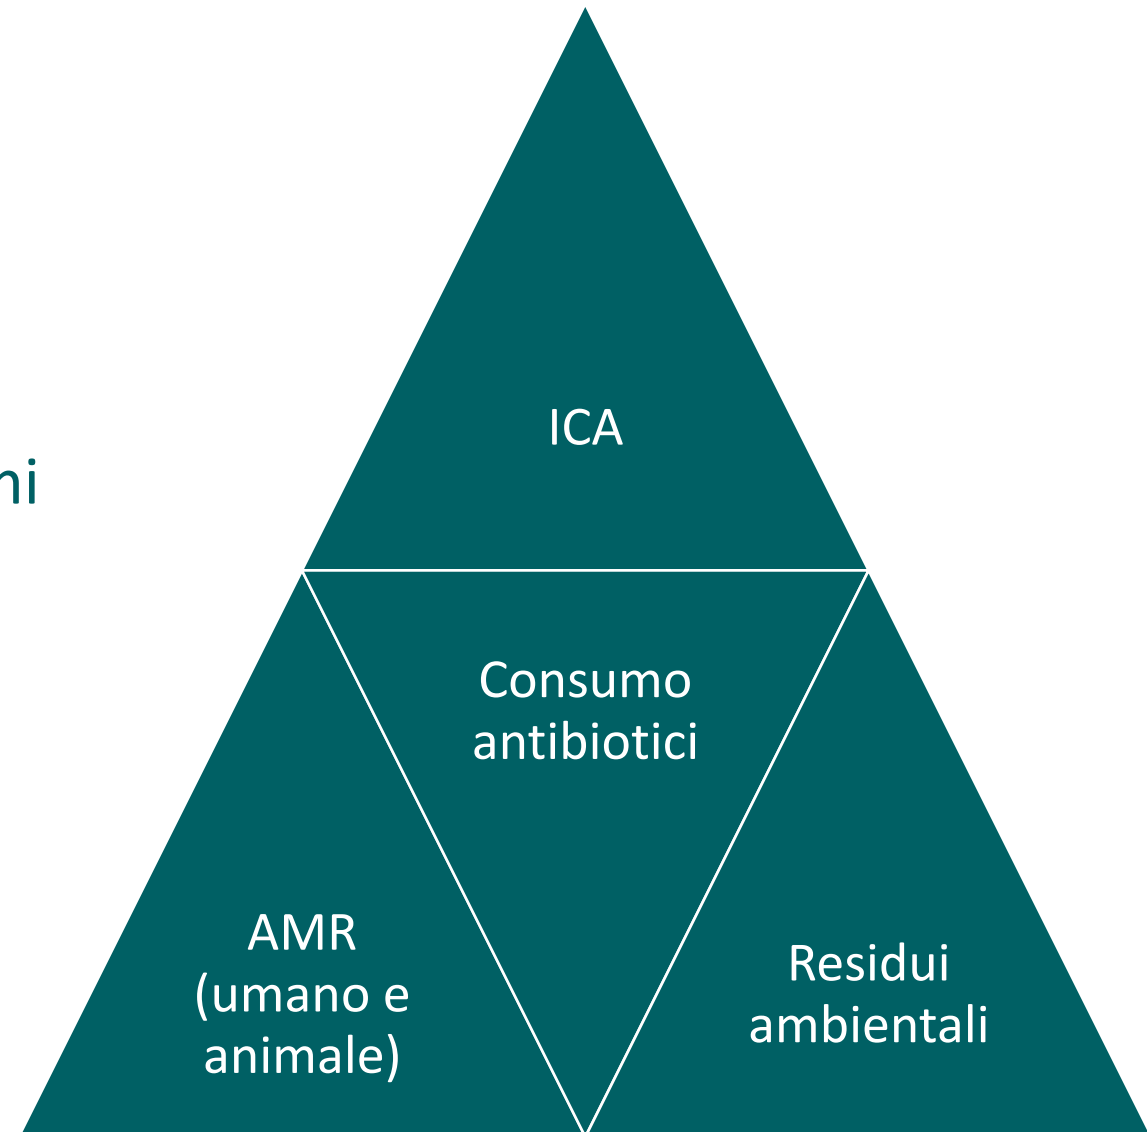 ICA
ni
Consumo
antibiotici
AMR
(umano e
animale)
Residui
ambientali